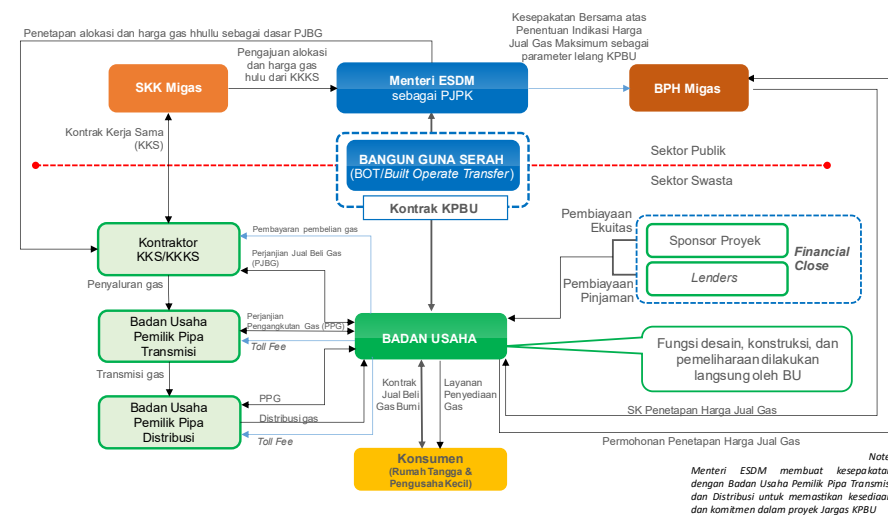 Penetapan alokasi dan harga gas hhullu sebagai dasar PJBG
Kesepakatan Bersama atas
Penentuan Indikasi Harga
Jual Gas Maksimum sebagai
parameter lelang KPBU
Pengajuan alokasi
dan harga gas
hulu dari KKKS
SKK Migas
Menteri ESDM
sebagai PJPK
BPH Migas
Kontrak Kerja Sama
(KKS)
BANGUN GUNA SERAH
(BOT/Built Operate Transfer)
Kontrak KPBU
Sektor Publik
Sektor Swasta
Kontraktor
KKS/KKKS
Pembayaran pembelian gas
Perjanjian Jual Beli Gas
(PJBG)
Pembiayaan
Ekuitas
Sponsor Proyek
Lenders
Financial
Close
Pembiayaan
Pinjaman
Penyaluran gas
Badan Usaha
Pemilik Pipa
Transmisi
Perjanjian
Pengangkutan Gas (PPG)
Toll Fee
BADAN USAHA
Fungsi desain, konstruksi, dan
pemeliharaan dilakukan
langsung oleh BU
Transmisi gas
Badan Usaha
Pemilik Pipa
Distribusi
PPG
Distribusi gas
Toll Fee
Kontrak
Jual Beli
Gas Bumi
Layanan
Penyediaan
Gas
SK Penetapan Harga Jual Gas
Permohonan Penetapan Harga Jual Gas
Konsumen
(Rumah Tangga &
Pengusaha Kecil)
Note
Menteri ESDM membuat kesepakatan
dengan Badan Usaha Pemilik Pipa Transmisi
dan Distribusi untuk memastikan kesediaan
dan komitmen dalam proyek Jargas KPBU